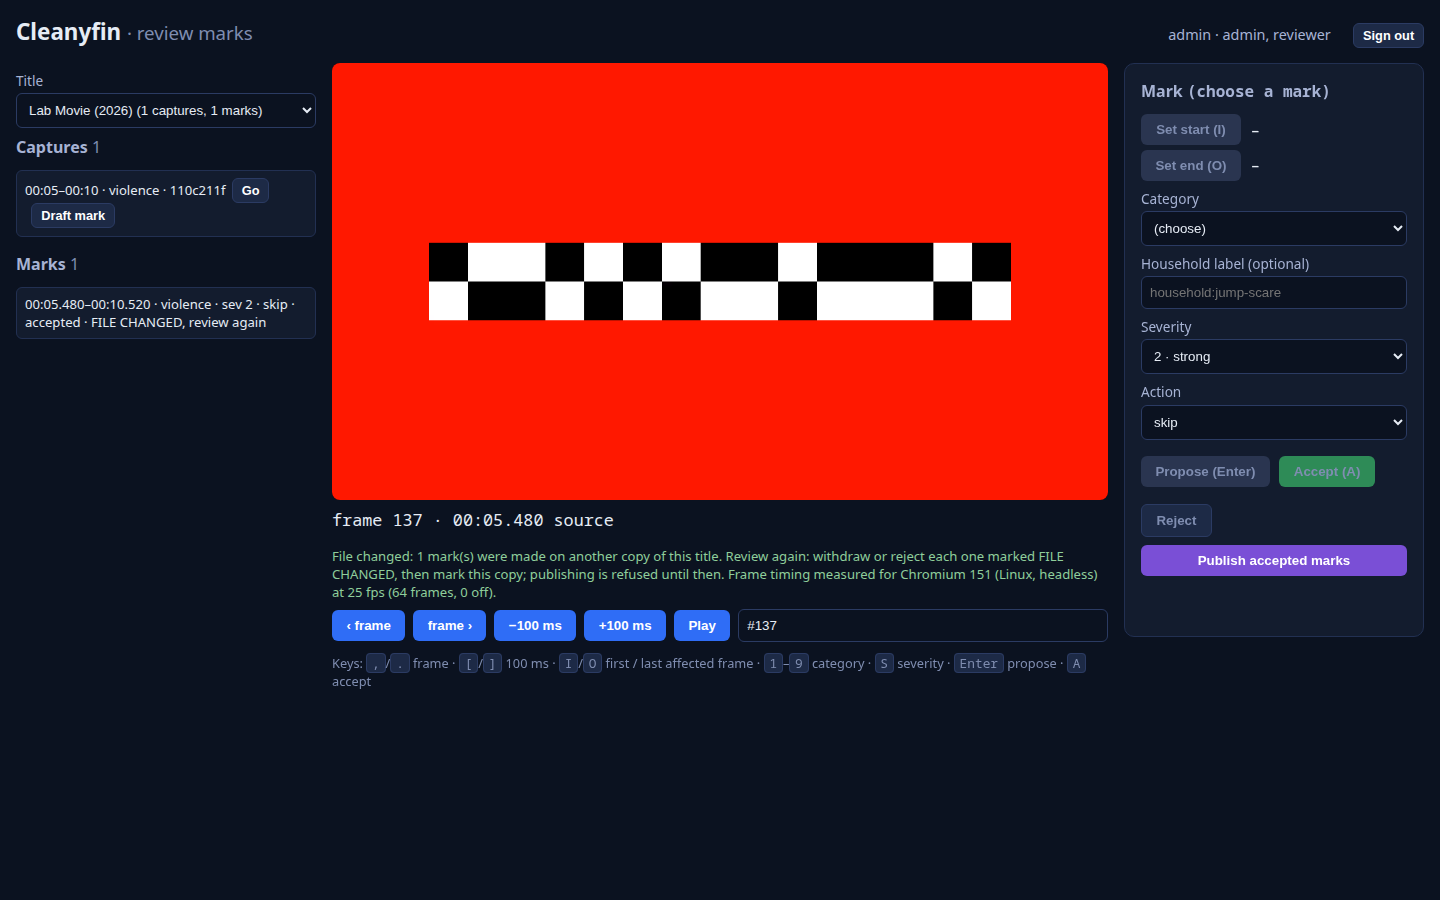 Cleanyfin · review marks
admin · admin, reviewer
Sign out
Title
Lab Movie (2026) (1 captures, 1 marks)
Captures 1
00:05–00:10 · violence · 110c211f Go
Draft mark
Marks 1
00:05.480–00:10.520 · violence · sev 2 · skip ·
accepted · FILE CHANGED, review again
frame 137 · 00:05.480 source
File changed: 1 mark(s) were made on another copy of this title. Review again: withdraw or reject each one marked FILE
CHANGED, then mark this copy; publishing is refused until then. Frame timing measured for Chromium 151 (Linux, headless)
at 25 fps (64 frames, 0 off).
‹ frame
frame ›
−100 ms
+100 ms
Play
#137
Keys: , / . frame · [ / ] 100 ms · I / O first / last affected frame · 1 – 9 category · S severity · Enter propose · A
accept
Mark (choose a mark)
Set start (I) –
Set end (O) –
Category
(choose)
Household label (optional)
household:jump-scare
Severity
2 · strong
Action
skip
Propose (Enter)
Accept (A)
Reject
Publish accepted marks